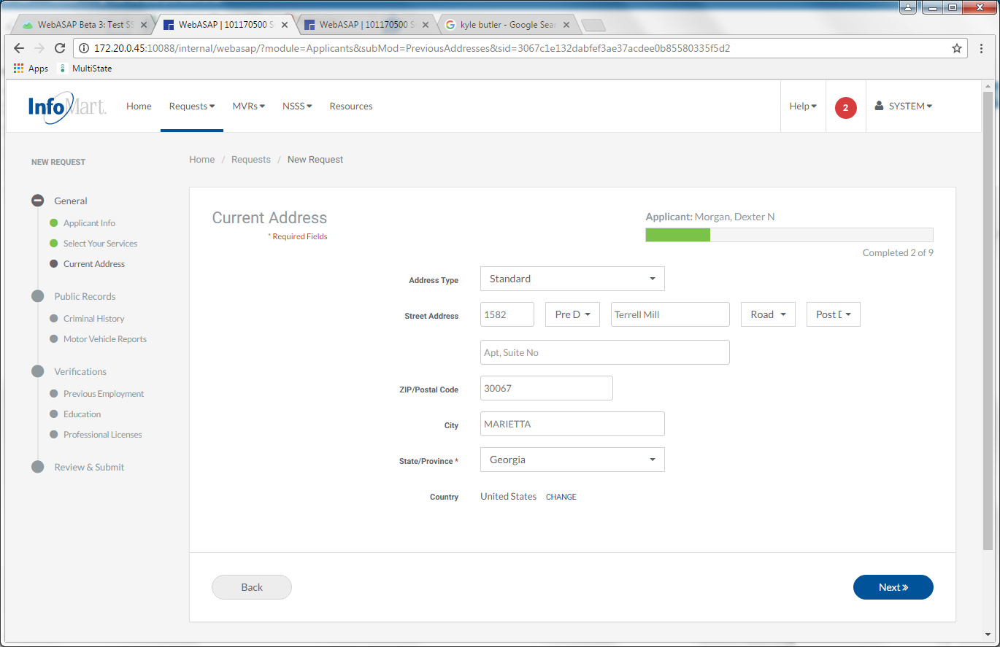 WebASAP Beta 3: Test SS
WebASAP | 101170500 S
WebASAP | 101170500 S
kyle butler - Google Sear
172.20.0.45:10088/internal/webasap/?module=Applicants&subMod=PreviousAddresses&sid=3067c1e132dabfef3ae37acdee0b85580335f5d2
Apps MultiState
InfoMart. Home Requests MVRs NSSS Resources Help 2 SYSTEM
NEW REQUEST
Home / Requests / New Request
General
Applicant Info
Select Your Services
Current Address
Public Records
Criminal History
Motor Vehicle Reports
Verifications
Previous Employment
Education
Professional Licenses
Review & Submit
Current Address
* Required Fields
Applicant: Morgan, Dexter N
Completed 2 of 9
Address Type Standard
Street Address 1582 Pre D Terrell Mill Road Post D
Apt, Suite No
ZIP/Postal Code 30067
City MARIETTA
State/Province * Georgia
Country United States CHANGE
Back Next »